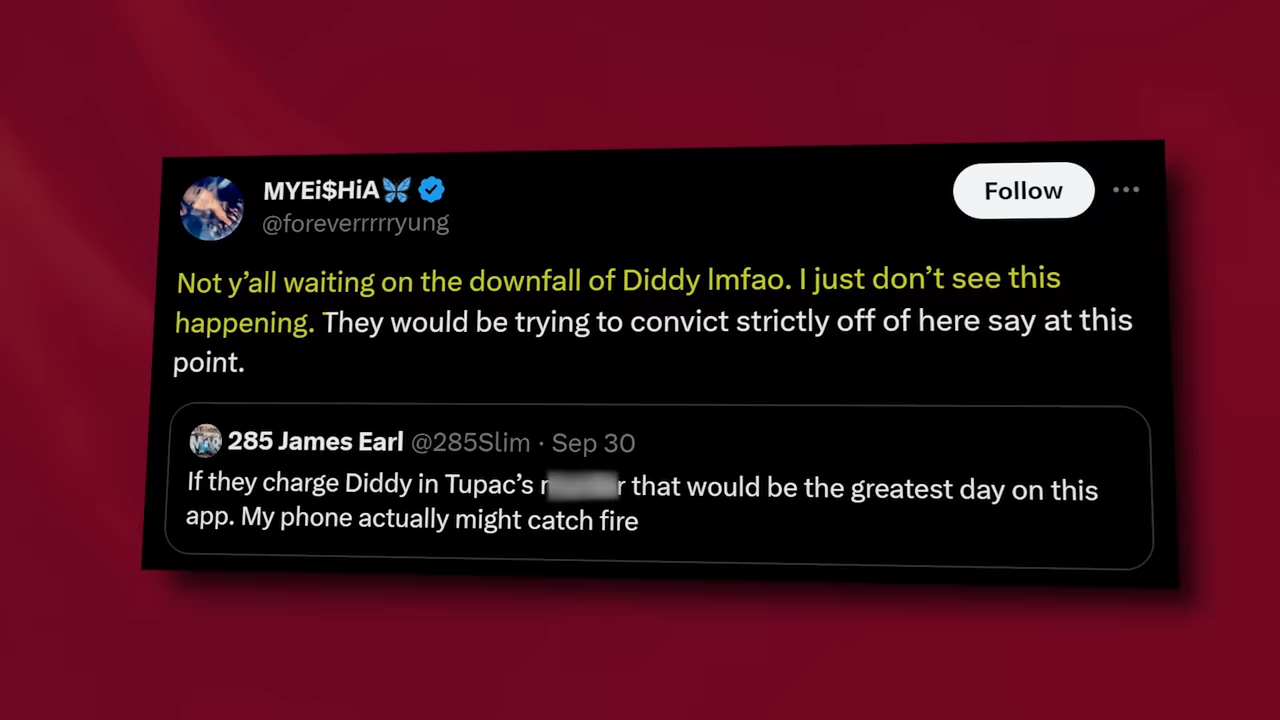 MYEi$HiA🦋
@foreverrrrryung
Follow
Not y’all waiting on the downfall of Diddy lmfao. I just don’t see this
happening. They would be trying to convict strictly off of here say at this
point.
285 James Earl @285Slim · Sep 30
If they charge Diddy in Tupac’s that would be the greatest day on this
app. My phone actually might catch fire